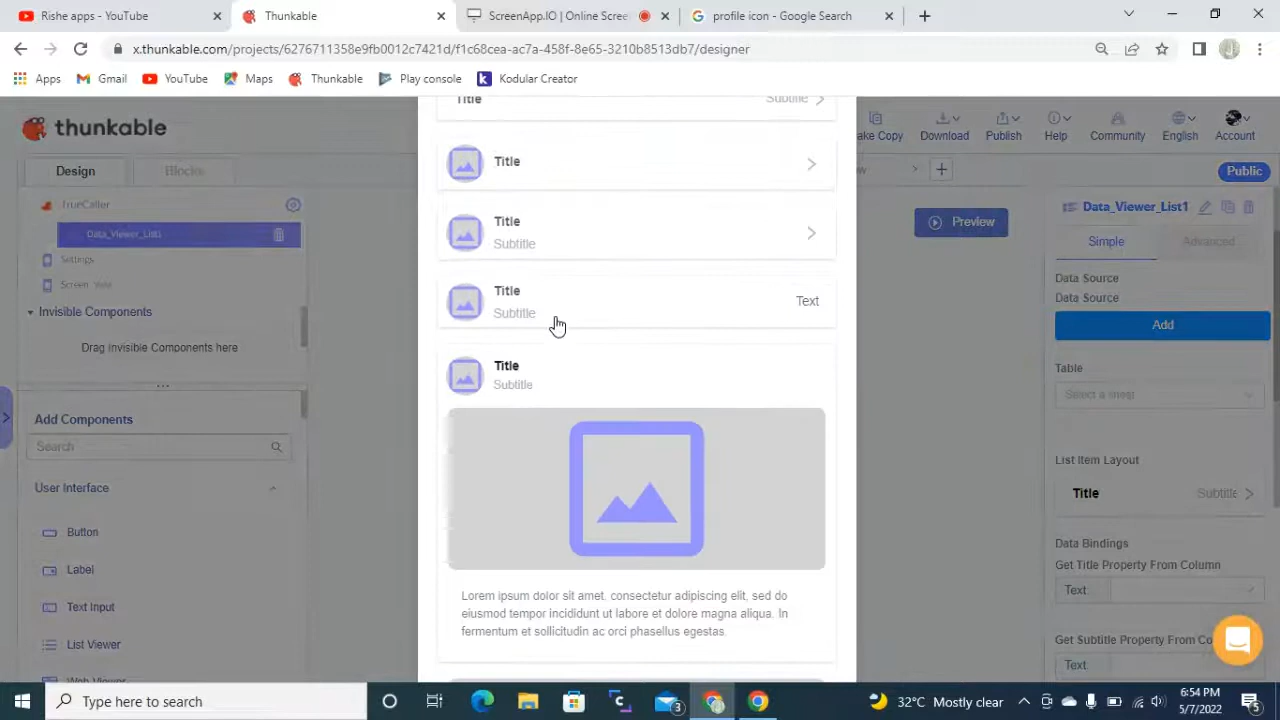 Rishe apps - YouTube
Thunkable
ScreenApp.IO | Online Scree
profile icon - Google Search
x.thunkable.com/projects/6276711358e9fb0012c7421d/f1c68cea-ac7a-458f-8e65-3210b8513db7/designer
Apps Gmail YouTube Maps Thunkable Play console Kodular Creator
thunkable
Title Subtitle
ake Copy Download Publish Help Community English Account
Design Blocks
Title
Public
TrueCaller
Data_Viewer_List1
Settings
Screen
Title
Subtitle
Preview
Data_Viewer_List1
Simple Advanced
Data Source
Data Source
Add
Invisible Components
Drag Invisible Components here
Title
Subtitle
Text
Title
Subtitle
Table
Add Components
Search
User Interface
Button
Label
Text Input
List Viewer
Lorem ipsum dolor sit amet, consectetur adipiscing elit, sed do
eiusmod tempor incididunt ut labore et dolore magna aliqua. In
fermentum et sollicitudin ac orci phasellus egestas.
List Item Layout
Title Subtitle
Data Bindings
Get Title Property From Column
Text
Get Subtitle Property From Co
Text
Type here to search
32°C Mostly clear
6:54 PM
5/7/2022